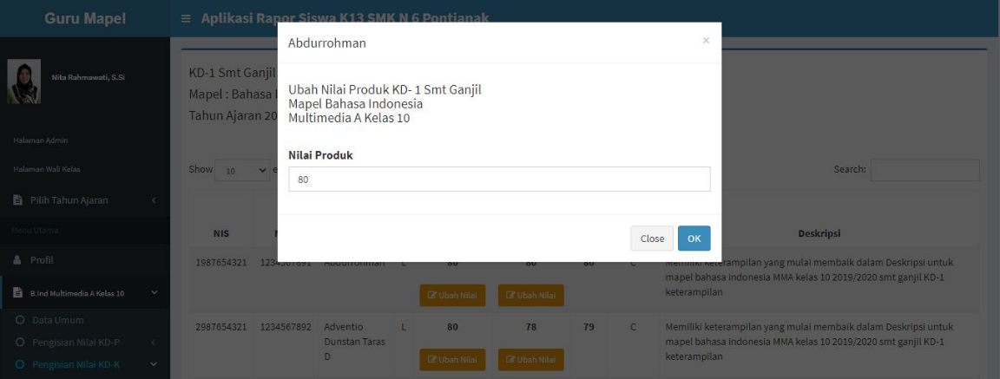 Guru Mapel
Aplikasi Rapor Siswa K13 SMK N 6 Pontianak
Nita Rahmawati, S.Si
Halaman Admin
Halaman Wali Kelas
Pilih Tahun Ajaran
Menu Utama
Profil
B.Ind Multimedia A Kelas 10
Data Umum
Pengisian Nilai KD-P
Pengisian Nilai KD-K
KD-1 Smt Ganjil
Mapel : Bahasa
Tahun Ajaran 20
Show 10
Search:
Abdurrohman ×
Ubah Nilai Produk KD- 1 Smt Ganjil
Mapel Bahasa Indonesia
Multimedia A Kelas 10
Nilai Produk
80
Close OK
NIS Deskripsi
1987654321 1234567891 Abdurrohman L 80 80 80 C Memiliki keterampilan yang mulai membaik dalam Deskripsi untuk
mapel bahasa indonesia MMA kelas 10 2019/2020 smt ganjil KD-1
keterampilan
Ubah Nilai Ubah Nilai
2987654321 1234567892 Adventio L 80 78 79 C Memiliki keterampilan yang mulai membaik dalam Deskripsi untuk
Dunstan Taras mapel bahasa indonesia MMA kelas 10 2019/2020 smt ganjil KD-1
D keterampilan
Ubah Nilai Ubah Nilai